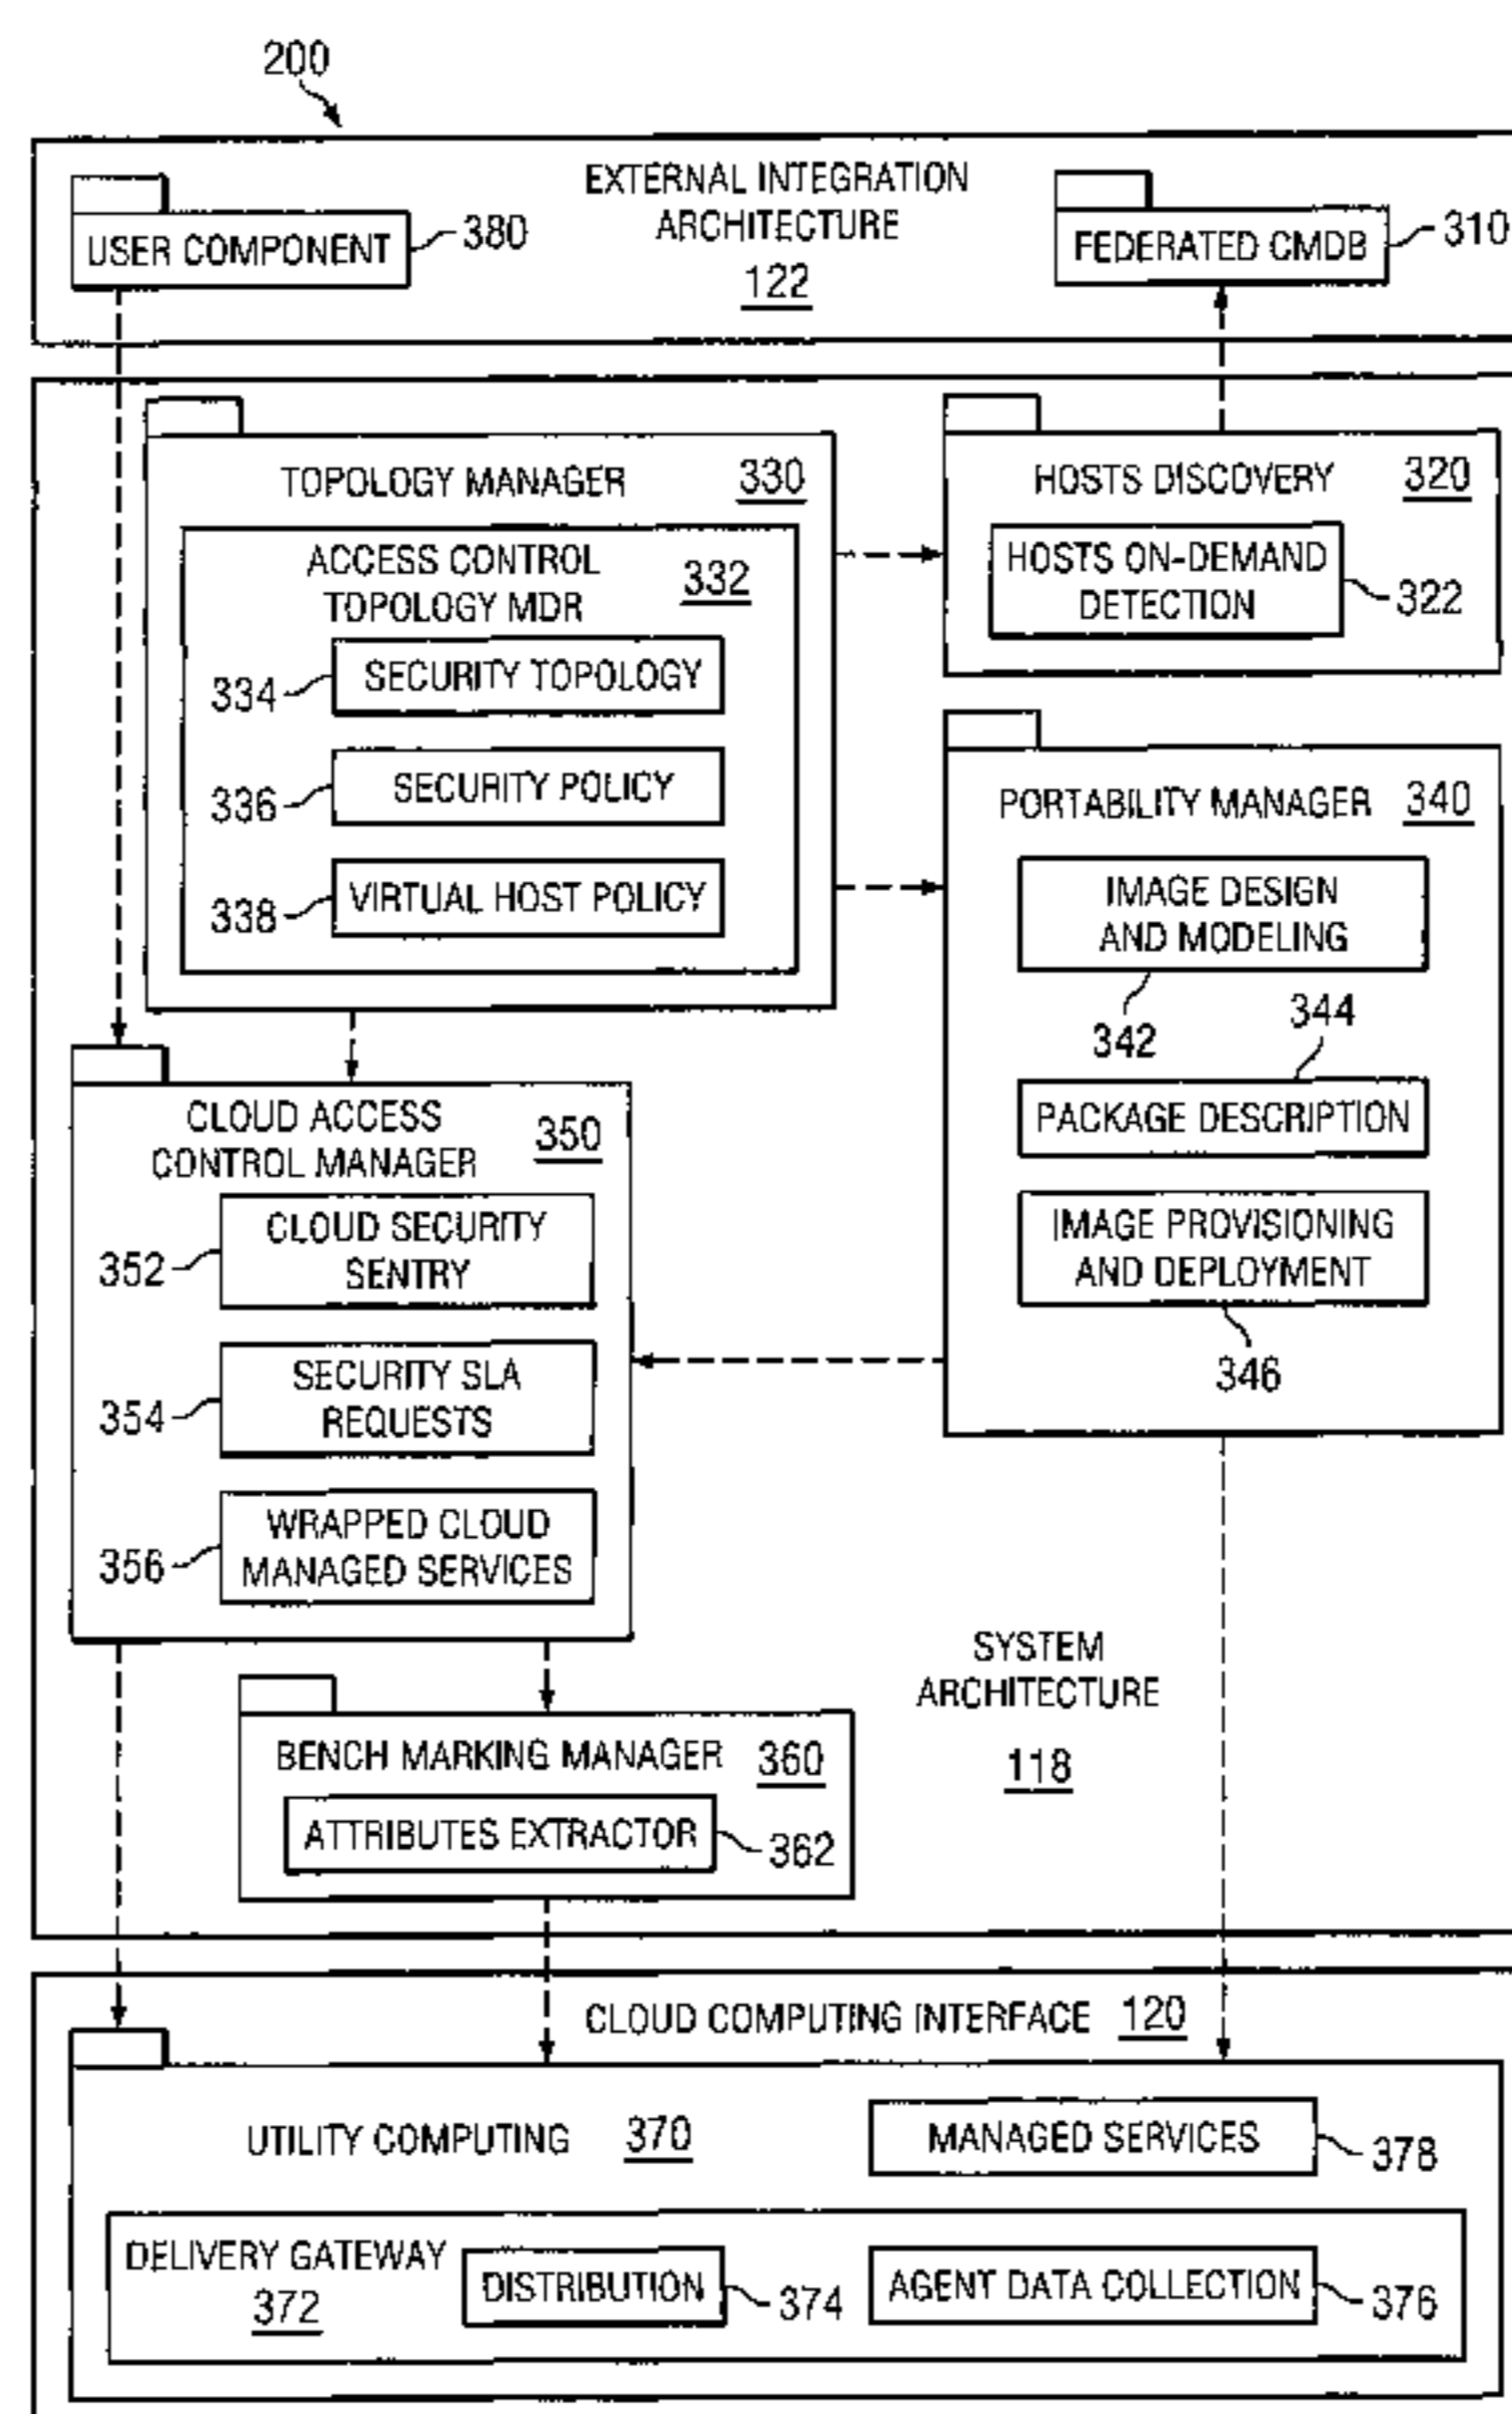 200
EXTERNAL INTEGRATION
ARCHITECTURE
122
USER COMPONENT
380
FEDERATED CMDB
310
TOPOLOGY MANAGER 330
ACCESS CONTROL
TOPOLOGY MDR
332
SECURITY TOPOLOGY
334
SECURITY POLICY
336
VIRTUAL HOST POLICY
338
HOSTS DISCOVERY 320
HOSTS ON-DEMAND
DETECTION
322
PORTABILITY MANAGER 340
IMAGE DESIGN
AND MODELING
342
344
PACKAGE DESCRIPTION
IMAGE PROVISIONING
AND DEPLOYMENT
346
CLOUD ACCESS
CONTROL MANAGER
350
CLOUD SECURITY
SENTRY
352
SECURITY SLA
REQUESTS
354
WRAPPED CLOUD
MANAGED SERVICES
356
SYSTEM
ARCHITECTURE
118
BENCH MARKING MANAGER 360
ATTRIBUTES EXTRACTOR
362
CLOUD COMPUTING INTERFACE 120
UTILITY COMPUTING 370
MANAGED SERVICES
378
DELIVERY GATEWAY
372
DISTRIBUTION
374
AGENT DATA COLLECTION
376